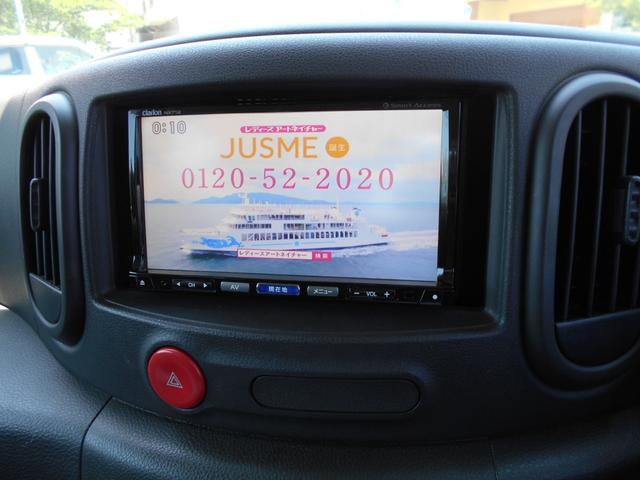 clarion
Smart Access
0:10
レディースアートネイチャー
JUSME 誕生
0120-52-2020
レディースアートネイチャー 検索
CH
AV
現在地
メニュー
− VOL +